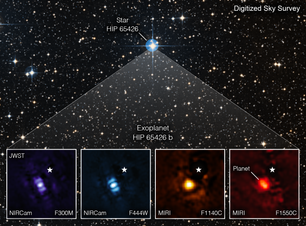 Digitized Sky Survey
Star
HIP 65426
Exoplanet
HIP 65426 b
JWST
NIRCam F300M
NIRCam F444W
MIRI F1140C
Planet
MIRI F1550C